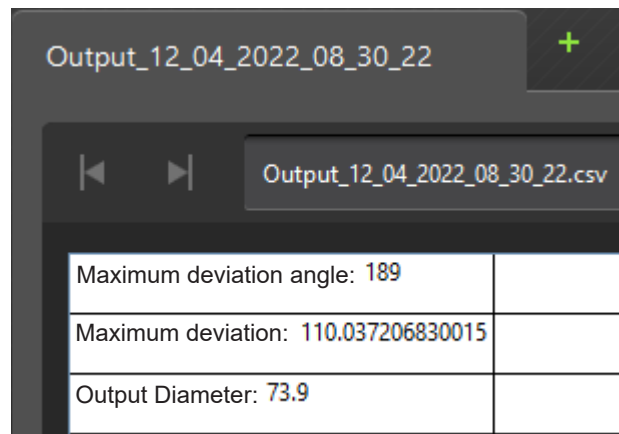 Output_12_04_2022_08_30_22
+
Output_12_04_2022_08_30_22.csv
Maximum deviation angle: 189
Maximum deviation: 110.037206830015
Output Diameter: 73.9